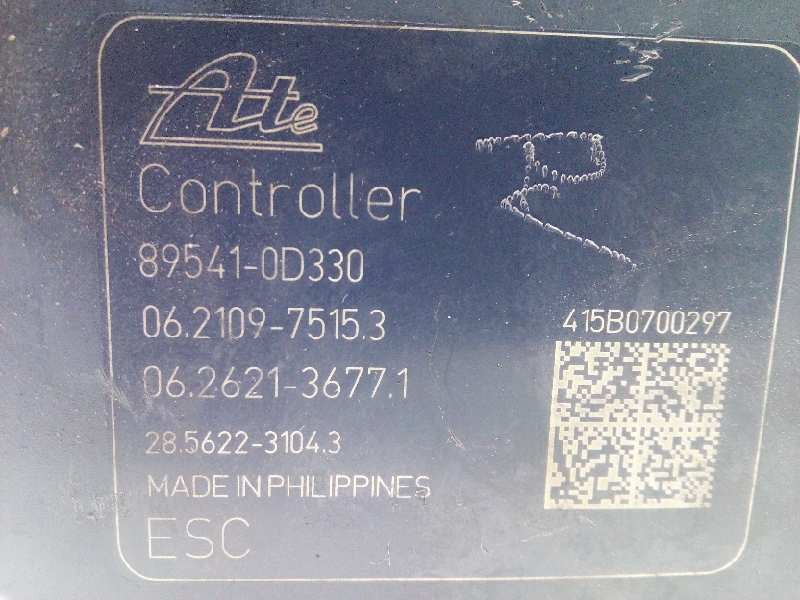 Ate
Controller
89541-0D330
06.2109-7515.3
415B0700297
06.2621-3677.1
28.5622-3104.3
MADE IN PHILIPPINES
ESC
R